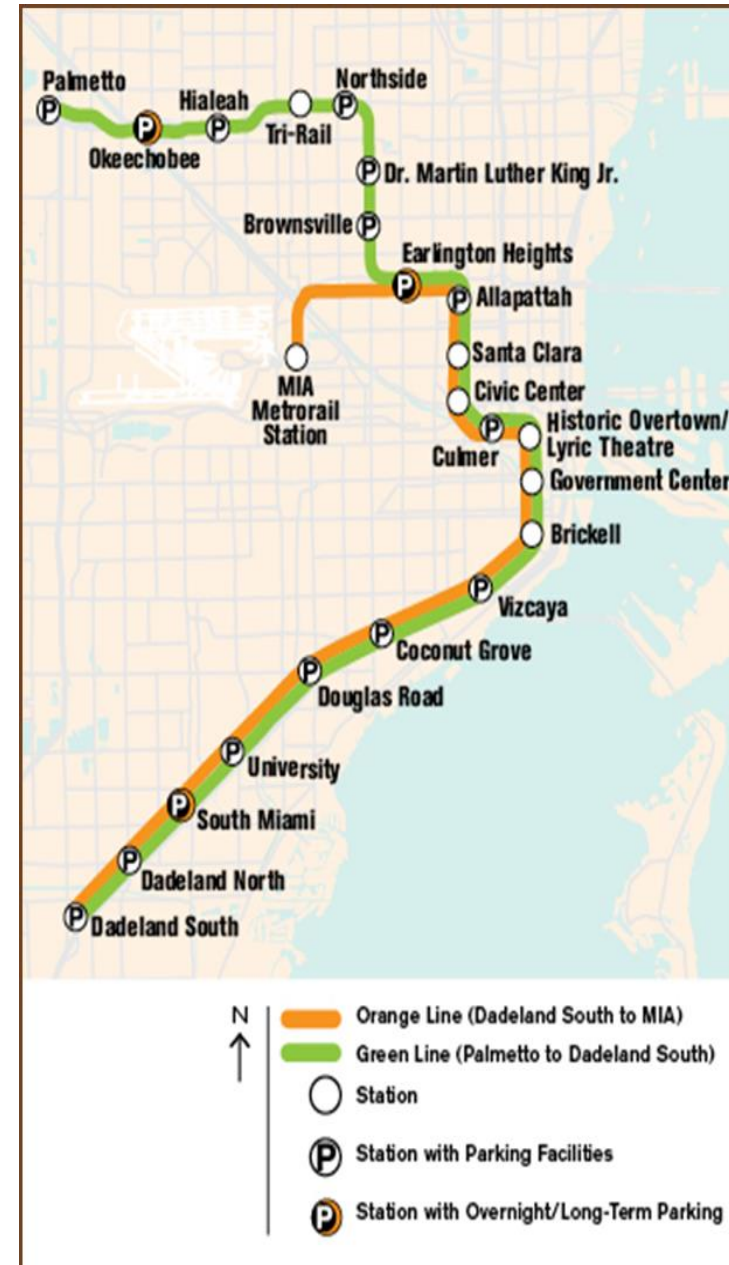 Palmetto
Hialeah
Northside
Okeechobee
Tri-Rail
Dr. Martin Luther King Jr.
Brownsville
Earlington Heights
Allapattah
MIA
Metrorail
Station
Santa Clara
Civic Center
Culmer
Historic Overtown/
Lyric Theatre
Government Center
Brickell
Vizcaya
Coconut Grove
Douglas Road
University
South Miami
Dadeland North
Dadeland South
N
Orange Line (Dadeland South to MIA)
Green Line (Palmetto to Dadeland South)
Station
P Station with Parking Facilities
P Station with Overnight/Long-Term Parking